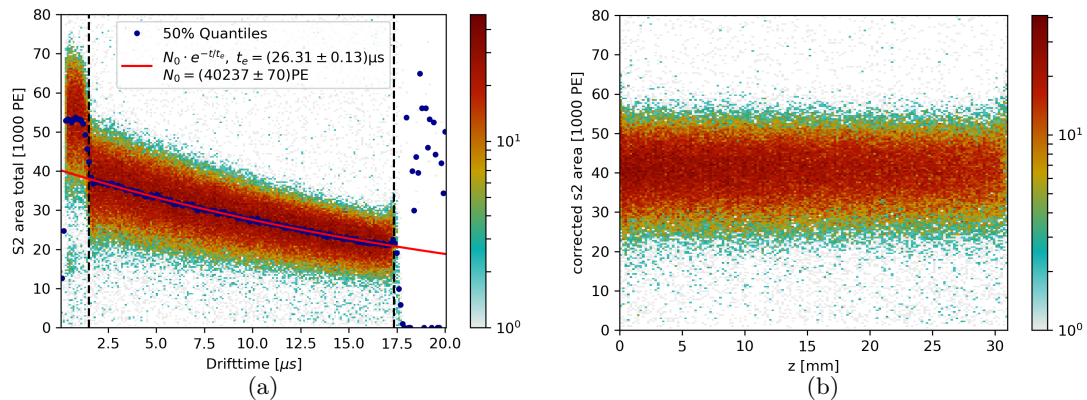 80
70
60
50
40
30
20
10
0
S2 area total [1000 PE]
50% Quantiles
N₀ · e^{-t/tₑ}, tₑ = (26.31 ± 0.13)μs
N₀ = (40237 ± 70)PE
2.5 5.0 7.5 10.0 12.5 15.0 17.5 20.0
Drifttime [μs]
10¹
10⁰
(a)
80
70
60
50
40
30
20
10
0
corrected s2 area [1000 PE]
0 5 10 15 20 25 30
z [mm]
10¹
10⁰
(b)